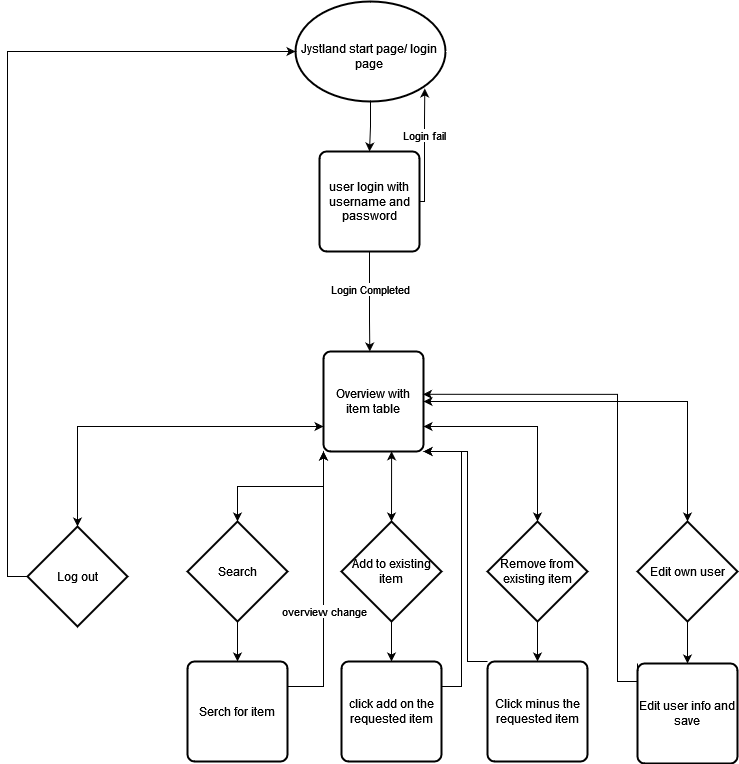 Jystland start page/ login
page
Login fail
user login with
username and
password
Login Completed
Overview with
item table
Log out
Search
Add to existing
item
Remove from
existing item
Edit own user
overview change
Serch for item
click add on the
requested item
Click minus the
requested item
Edit user info and
save